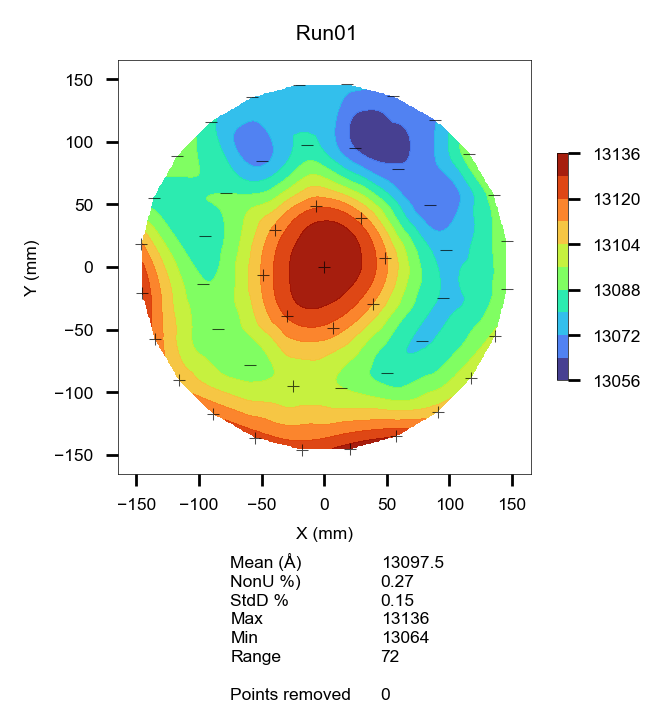 Run01
150
100
50
0
−50
−100
−150
Y (mm)
−150 −100 −50 0 50 100 150
X (mm)
13136
13120
13104
13088
13072
13056
Mean (Å) 13097.5
NonU %) 0.27
StdD % 0.15
Max 13136
Min 13064
Range 72
Points removed 0